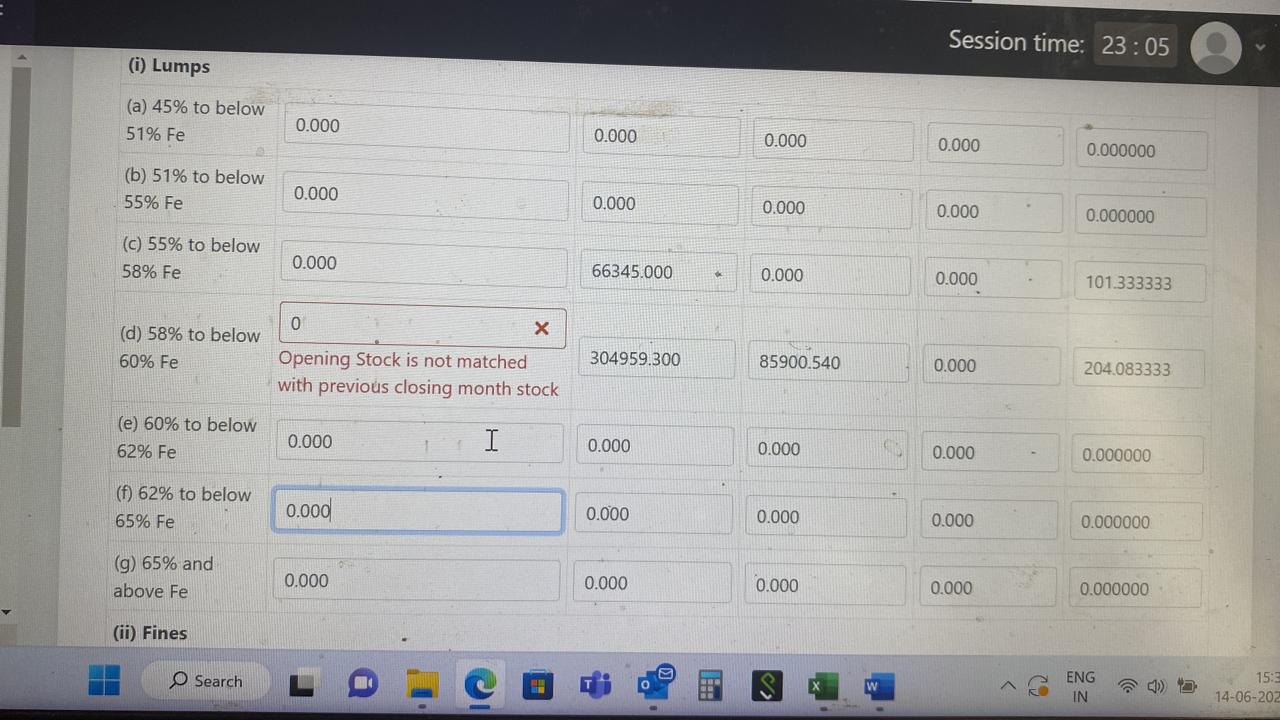 Session time: 23 : 05
(i) Lumps
(a) 45% to below
51% Fe
0.000
0.000
0.000
0.000
0.000000
(b) 51% to below
55% Fe
0.000
0.000
0.000
0.000
0.000000
(c) 55% to below
58% Fe
0.000
66345.000
0.000
0.000
101.333333
(d) 58% to below
60% Fe
0
Opening Stock is not matched
with previous closing month stock
304959.300
85900.540
0.000
204.083333
(e) 60% to below
62% Fe
0.000
0.000
0.000
0.000
0.000000
(f) 62% to below
65% Fe
0.000
0.000
0.000
0.000
0.000000
(g) 65% and
above Fe
0.000
0.000
0.000
0.000
0.000000
(ii) Fines
Search
ENG
IN